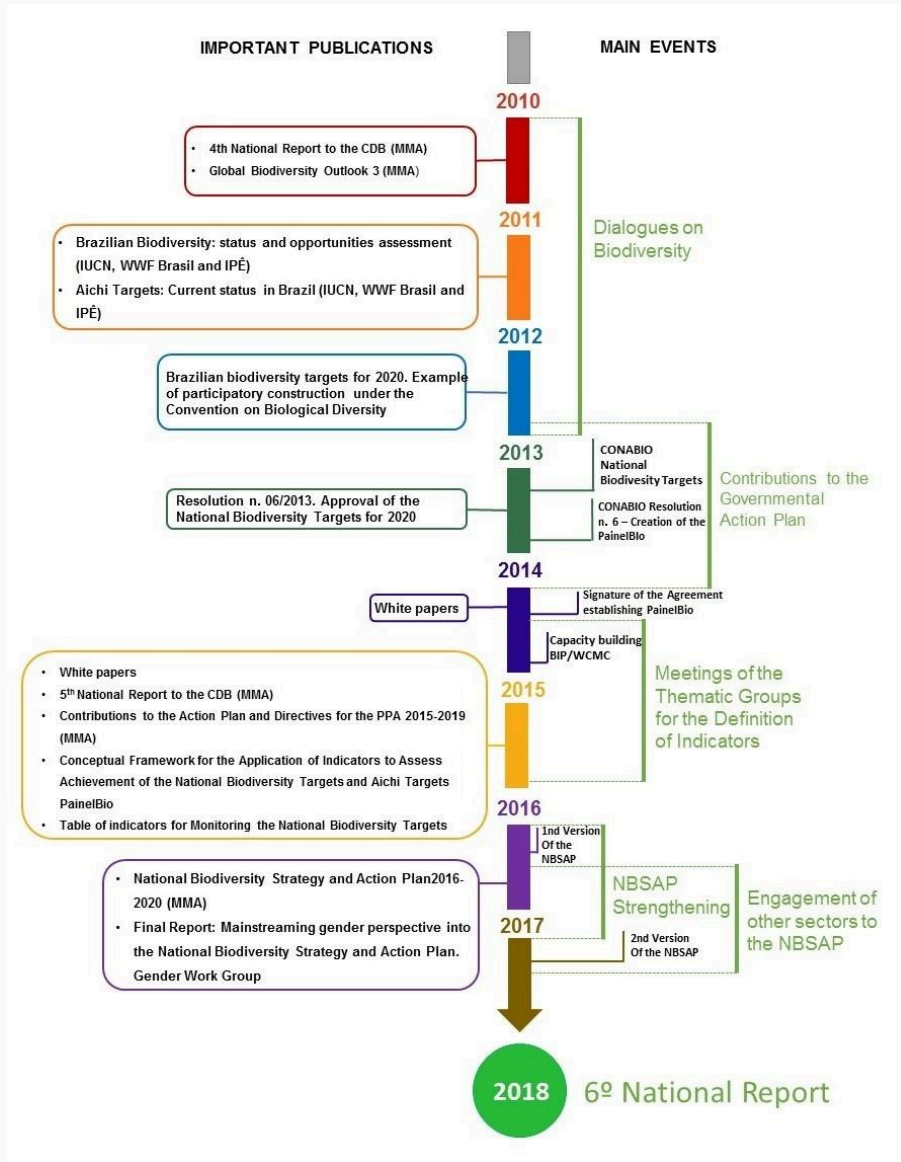 IMPORTANT PUBLICATIONS
MAIN EVENTS
2010
• 4th National Report to the CDB (MMA)
• Global Biodiversity Outlook 3 (MMA)
Dialogues on
Biodiversity
2011
• Brazilian Biodiversity: status and opportunities assessment
(IUCN, WWF Brasil and IPÊ)
• Aichi Targets: Current status in Brazil (IUCN, WWF Brasil and
IPÊ)
2012
Brazilian biodiversity targets for 2020. Example
of participatory construction under the
Convention on Biological Diversity
2013
CONABIO
National
Biodivesity Targets
Resolution n. 06/2013. Approval of the
National Biodiversity Targets for 2020
CONABIO Resolution
n. 6 – Creation of the
PainelBIo
Contributions to the
Governmental
Action Plan
2014
White papers
Signature of the Agreement
establishing PainelBio
Capacity building
BIP/WCMC
Meetings of the
Thematic Groups
for the Definition
of Indicators
2015
• White papers
• 5th National Report to the CDB (MMA)
• Contributions to the Action Plan and Directives for the PPA 2015-2019
(MMA)
• Conceptual Framework for the Application of Indicators to Assess
Achievement of the National Biodiversity Targets and Aichi Targets
PainelBio
• Table of indicators for Monitoring the National Biodiversity Targets
2016
1nd Version
Of the
NBSAP
• National Biodiversity Strategy and Action Plan2016-
2020 (MMA)
• Final Report: Mainstreaming gender perspective into
the National Biodiversity Strategy and Action Plan.
Gender Work Group
NBSAP
Strengthening
Engagement of
other sectors to
the NBSAP
2017
2nd Version
Of the NBSAP
2018
6º National Report